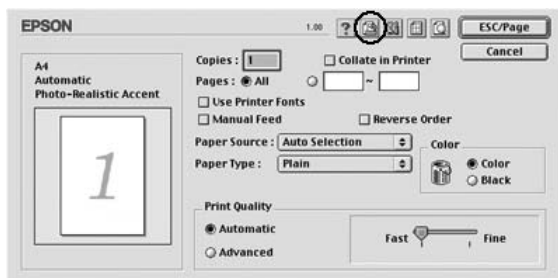 EPSON
1.00
?
ESC/Page
Cancel
A4
Automatic
Photo-Realistic Accent
1
Copies : 1
Collate in Printer
Pages : All
~
Use Printer Fonts
Manual Feed
Reverse Order
Paper Source : Auto Selection
Paper Type : Plain
Color
Color
Black
Print Quality
Automatic
Advanced
Fast
Fine